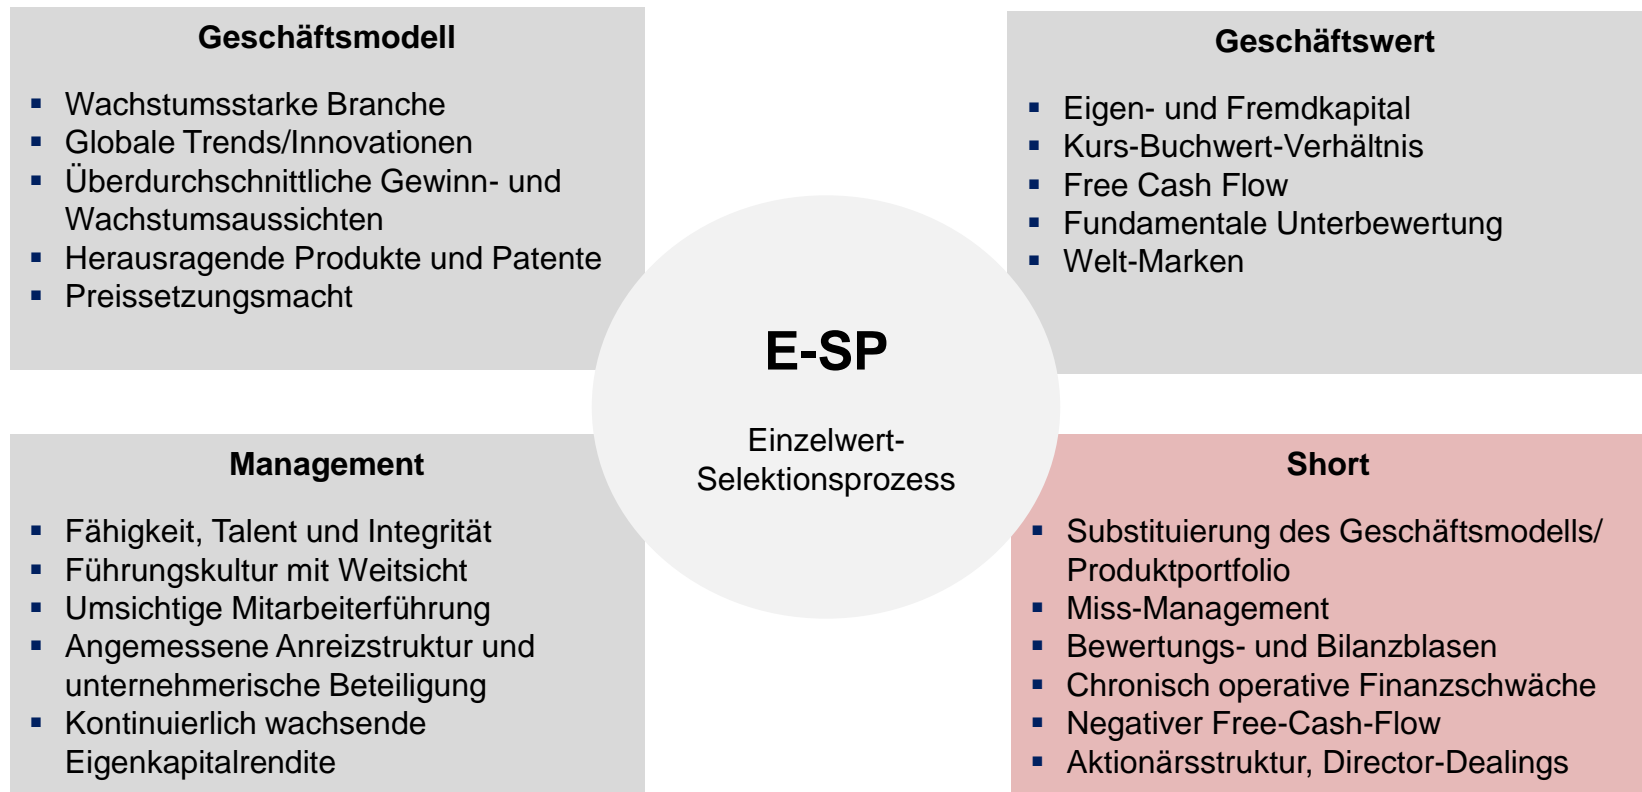 Geschäftsmodell
▪ Wachstumsstarke Branche
▪ Globale Trends/Innovationen
▪ Überdurchschnittliche Gewinn- und
Wachstumsaussichten
▪ Herausragende Produkte und Patente
▪ Preissetzungsmacht
Geschäftswert
▪ Eigen- und Fremdkapital
▪ Kurs-Buchwert-Verhältnis
▪ Free Cash Flow
▪ Fundamentale Unterbewertung
▪ Welt-Marken
E-SP
Einzelwert-
Selektionsprozess
Management
▪ Fähigkeit, Talent und Integrität
▪ Führungskultur mit Weitsicht
▪ Umsichtige Mitarbeiterführung
▪ Angemessene Anreizstruktur und
unternehmerische Beteiligung
▪ Kontinuierlich wachsende
Eigenkapitalrendite
Short
▪ Substituierung des Geschäftsmodells/
Produktportfolio
▪ Miss-Management
▪ Bewertungs- und Bilanzblasen
▪ Chronisch operative Finanzschwäche
▪ Negativer Free-Cash-Flow
▪ Aktionärsstruktur, Director-Dealings